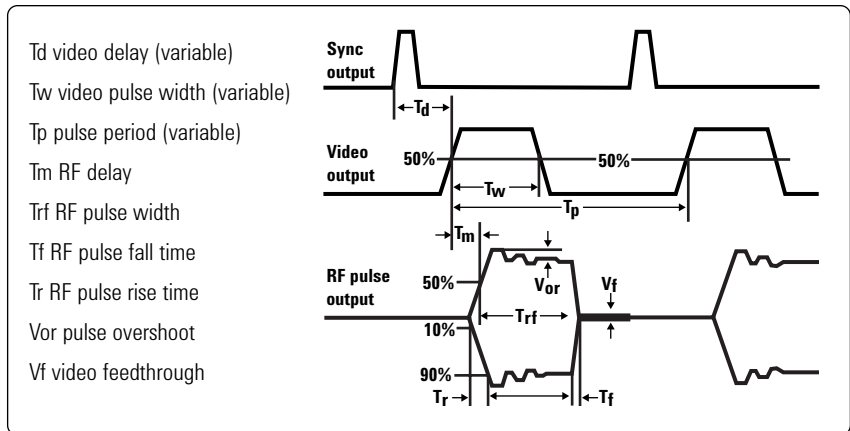 Td video delay (variable)
Tw video pulse width (variable)
Tp pulse period (variable)
Tm RF delay
Trf RF pulse width
Tf RF pulse fall time
Tr RF pulse rise time
Vor pulse overshoot
Vf video feedthrough
Sync
output
Td
Video
output
50%
50%
Tw
Tp
Tm
RF pulse
output
50%
Vor
Vf
Trf
10%
90%
Tr
Tf